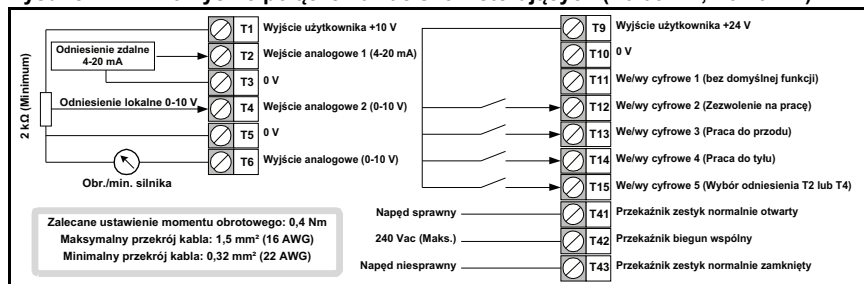 T1 Wyjście użytkownika +10 V
Odniesienie zdalne
4-20 mA
T2 Wejście analogowe 1 (4-20 mA)
T3 0 V
2 kΩ (Minimum)
Odniesienie lokalne 0-10 V
T4 Wejście analogowe 2 (0-10 V)
T5 0 V
T6 Wyjście analogowe (0-10 V)
Obr./min. silnika
Zalecane ustawienie momentu obrotowego: 0,4 Nm
Maksymalny przekrój kabla: 1,5 mm² (16 AWG)
Minimalny przekrój kabla: 0,32 mm² (22 AWG)
T9 Wyjście użytkownika +24 V
T10 0 V
T11 We/wy cyfrowe 1 (bez domyślnej funkcji)
T12 We/wy cyfrowe 2 (Zezwolenie na pracę)
T13 We/wy cyfrowe 3 (Praca do przodu)
T14 We/wy cyfrowe 4 (Praca do tyłu)
T15 We/wy cyfrowe 5 (Wybór odniesienia T2 lub T4)
Napęd sprawny T41 Przekaźnik zestyk normalnie otwarty
240 Vac (Maks.) T42 Przekaźnik biegun wspólny
Napęd niesprawny T43 Przekaźnik zestyk normalnie zamknięty